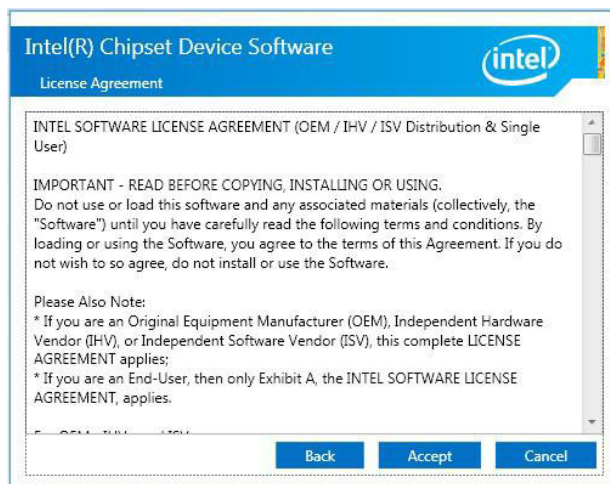 Intel(R) Chipset Device Software
intel
License Agreement
INTEL SOFTWARE LICENSE AGREEMENT (OEM / IHV / ISV Distribution & Single
User)
IMPORTANT - READ BEFORE COPYING, INSTALLING OR USING.
Do not use or load this software and any associated materials (collectively, the
"Software") until you have carefully read the following terms and conditions. By
loading or using the Software, you agree to the terms of this Agreement. If you do
not wish to so agree, do not install or use the Software.
Please Also Note:
* If you are an Original Equipment Manufacturer (OEM), Independent Hardware
Vendor (IHV), or Independent Software Vendor (ISV), this complete LICENSE
AGREEMENT applies;
* If you are an End-User, then only Exhibit A, the INTEL SOFTWARE LICENSE
AGREEMENT, applies.
Back Accept Cancel